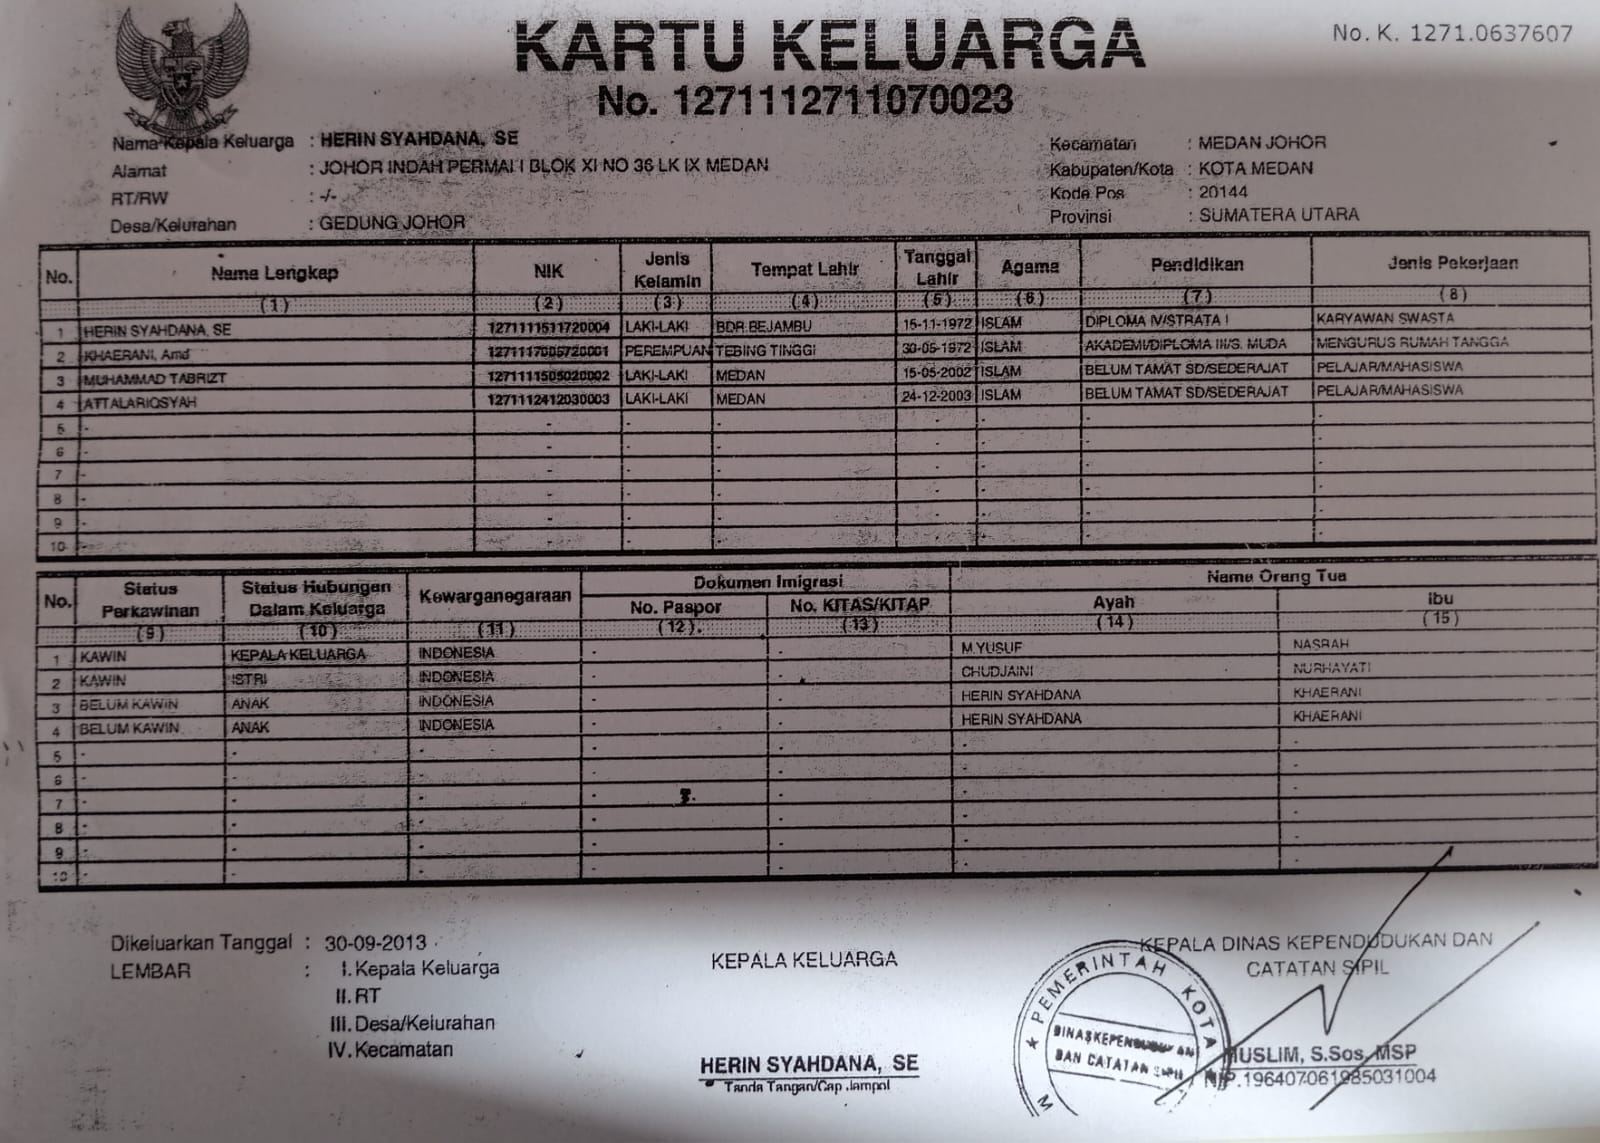 KARTU KELUARGA
No. K. 1271.0637607
No. 1271112711070023
Nama Kepala Keluarga : HERIN SYAHDANA, SE
Alamat : JOHOR INDAH PERMAI I BLOK XI NO 36 LK IX MEDAN
RT/RW : -/-
Desa/Kelurahan : GEDUNG JOHOR
Kecamatan : MEDAN JOHOR
Kabupaten/Kota : KOTA MEDAN
Kode Pos : 20144
Provinsi : SUMATERA UTARA
No. Nama Lengkap NIK Jenis Kelamin Tempat Lahir Tanggal Lahir Agama Pendidikan Jenis Pekerjaan
(1) (2) (3) (4) (5) (6) (7) (8)
1 HERIN SYAHDANA, SE 1271111511720004 LAKI-LAKI BDR BEJAMBU 15-11-1972 ISLAM DIPLOMA IV/STRATA I KARYAWAN SWASTA
2 KHAERANI, Amd 1271117005720001 PEREMPUAN TEBING TINGGI 30-05-1972 ISLAM AKADEMI/DIPLOMA III/S. MUDA MENGURUS RUMAH TANGGA
3 MUHAMMAD TABRIZT 1271111505020002 LAKI-LAKI MEDAN 15-05-2002 ISLAM BELUM TAMAT SD/SEDERAJAT PELAJAR/MAHASISWA
4 ATTALARIQSYAH 1271112412030003 LAKI-LAKI MEDAN 24-12-2003 ISLAM BELUM TAMAT SD/SEDERAJAT PELAJAR/MAHASISWA
5 - - - - - - - -
6 - - - - - - - -
7 - - - - - - - -
8 - - - - - - - -
9 - - - - - - - -
10 - - - - - - - -
No. Status Perkawinan Status Hubungan Dalam Keluarga Kewarganegaraan Dokumen Imigrasi Nama Orang Tua
No. Paspor No. KITAS/KITAP Ayah Ibu
(9) (10) (11) (12) (13) (14) (15)
1 KAWIN KEPALA KELUARGA INDONESIA - - M.YUSUF NASRAH
2 KAWIN ISTRI INDONESIA - - CHUDJAINI NURHAYATI
3 BELUM KAWIN ANAK INDONESIA - - HERIN SYAHDANA KHAERANI
4 BELUM KAWIN ANAK INDONESIA - - HERIN SYAHDANA KHAERANI
5 - - - - - - -
6 - - - - - - -
7 - - - - - - -
8 - - - - - - -
9 - - - - - - -
10 - - - - - - -
Dikeluarkan Tanggal : 30-09-2013
LEMBAR : I. Kepala Keluarga
II. RT
III. Desa/Kelurahan
IV. Kecamatan
KEPALA KELUARGA
HERIN SYAHDANA, SE
Tanda Tangan/Cap Jempol
KEPALA DINAS KEPENDUDUKAN DAN
CATATAN SIPIL
PEMERINTAH KOTA M
DINAS KEPENDUDUKAN
DAN CATATAN SIPIL
MUSLIM, S.Sos, MSP
NIP.196407061985031004